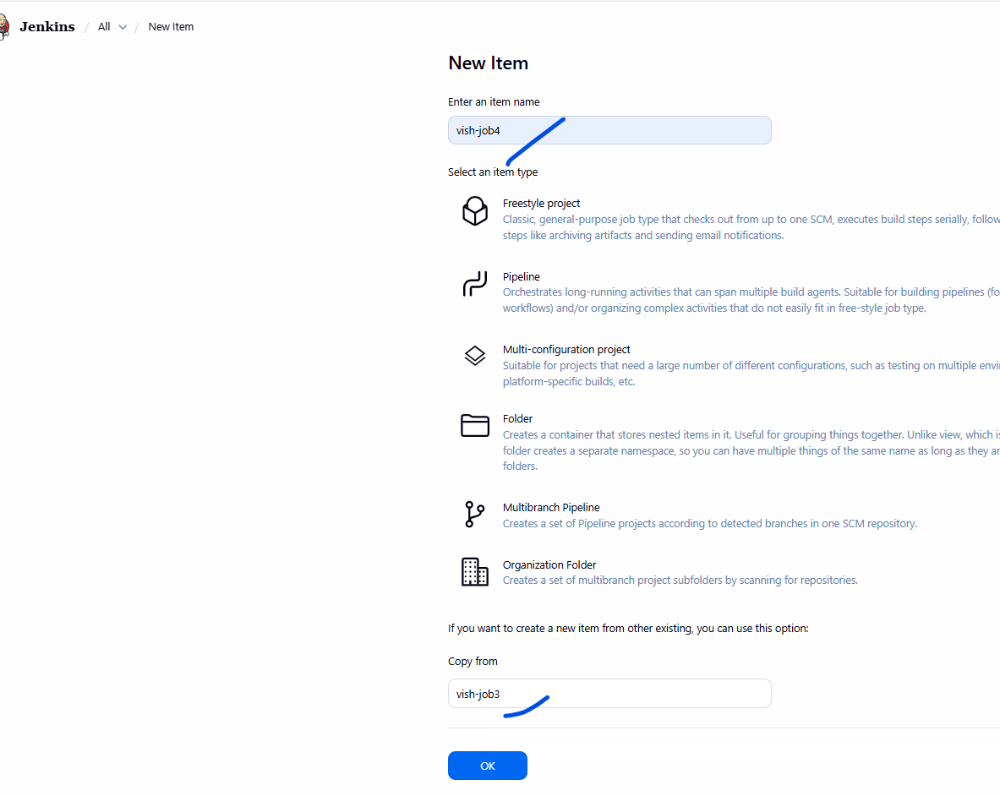 Jenkins / All / New Item
New Item
Enter an item name
vish-job4
Select an item type
Freestyle project
Classic, general-purpose job type that checks out from up to one SCM, executes build steps serially, follow
steps like archiving artifacts and sending email notifications.
Pipeline
Orchestrates long-running activities that can span multiple build agents. Suitable for building pipelines (fo
workflows) and/or organizing complex activities that do not easily fit in free-style job type.
Multi-configuration project
Suitable for projects that need a large number of different configurations, such as testing on multiple envi
platform-specific builds, etc.
Folder
Creates a container that stores nested items in it. Useful for grouping things together. Unlike view, which is
folder creates a separate namespace, so you can have multiple things of the same name as long as they ar
folders.
Multibranch Pipeline
Creates a set of Pipeline projects according to detected branches in one SCM repository.
Organization Folder
Creates a set of multibranch project subfolders by scanning for repositories.
If you want to create a new item from other existing, you can use this option:
Copy from
vish-job3
OK